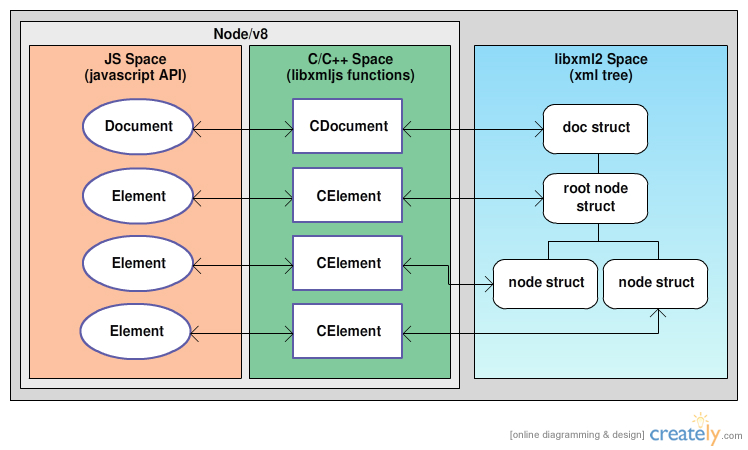 Node/v8
JS Space
(javascript API)
C/C++ Space
(libxmljs functions)
libxml2 Space
(xml tree)
Document
CDocument
doc struct
Element
CElement
root node
struct
Element
CElement
node struct
node struct
Element
CElement
[online diagramming & design] creately.com